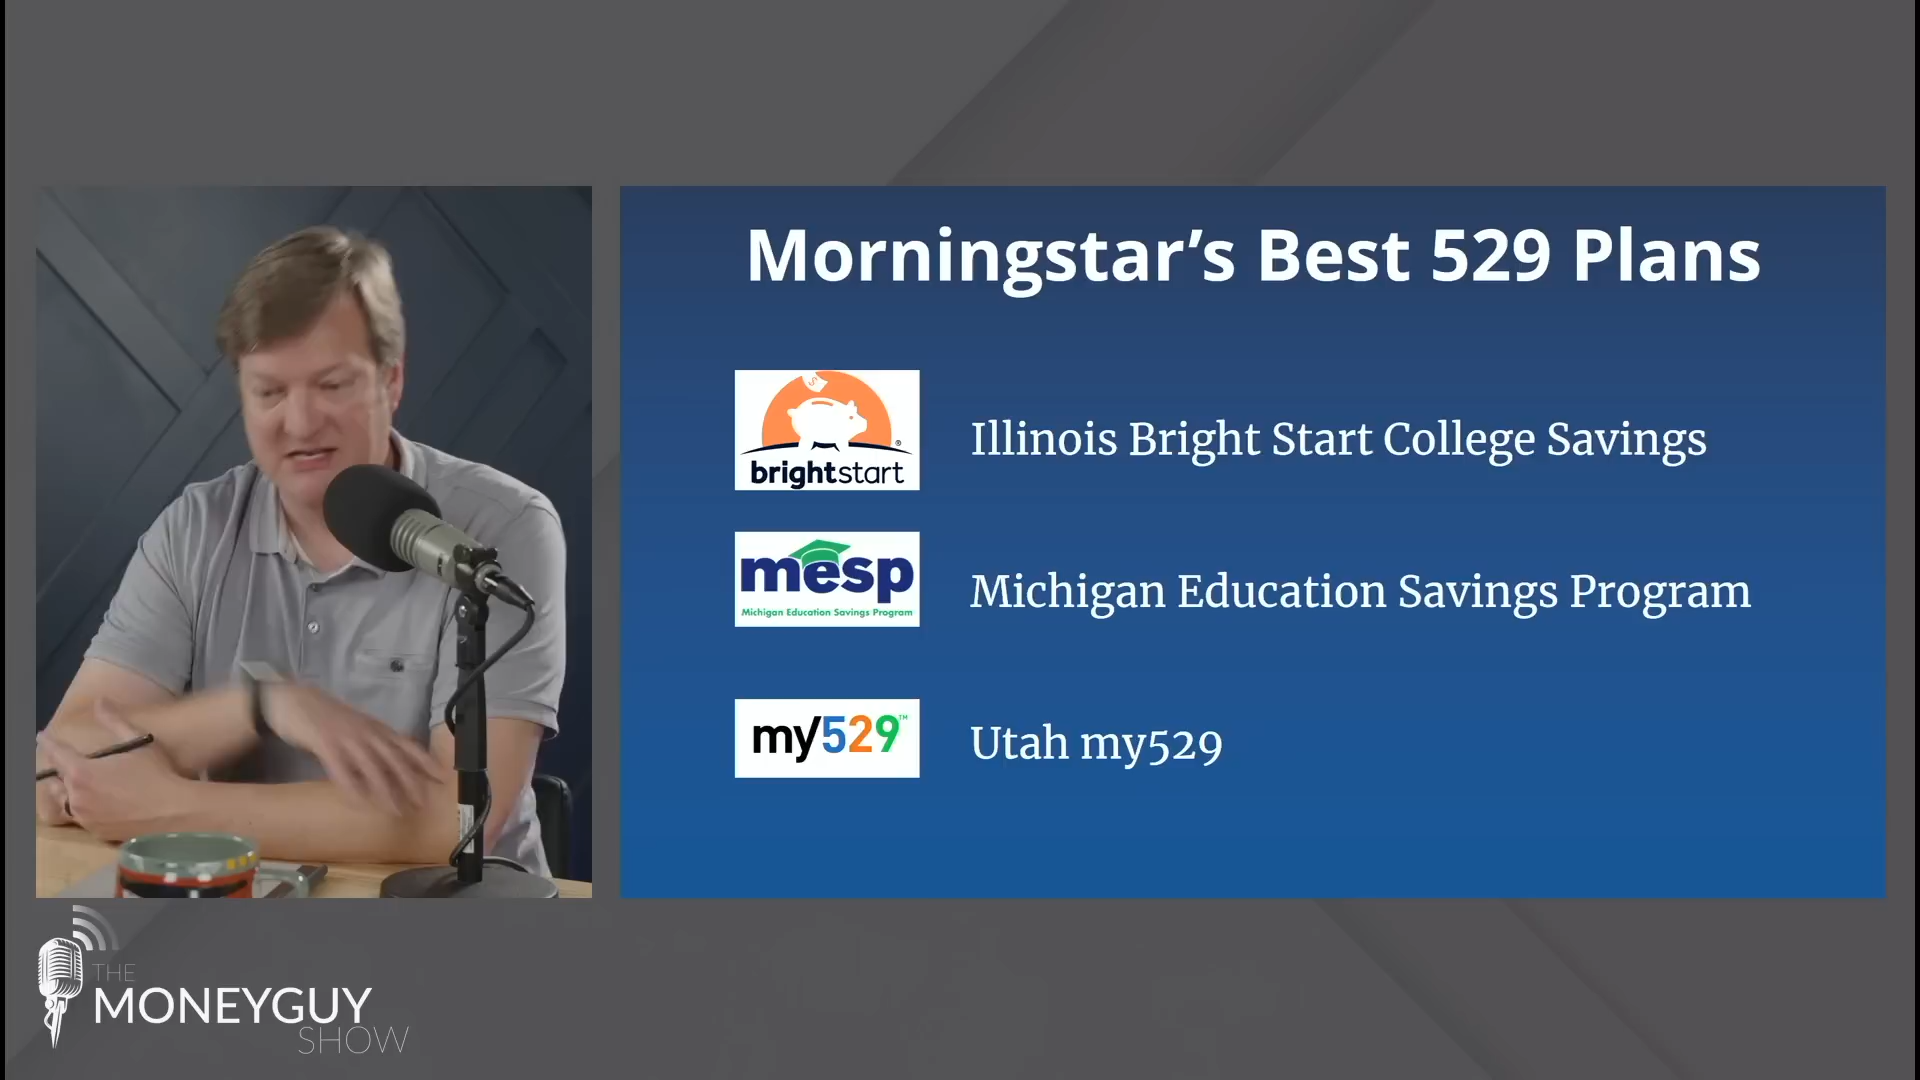 Morningstar's Best 529 Plans
brightstart®
Illinois Bright Start College Savings
mesp
Michigan Education Savings Program
Michigan Education Savings Program
my529™
Utah my529
THE
MONEYGUY
SHOW